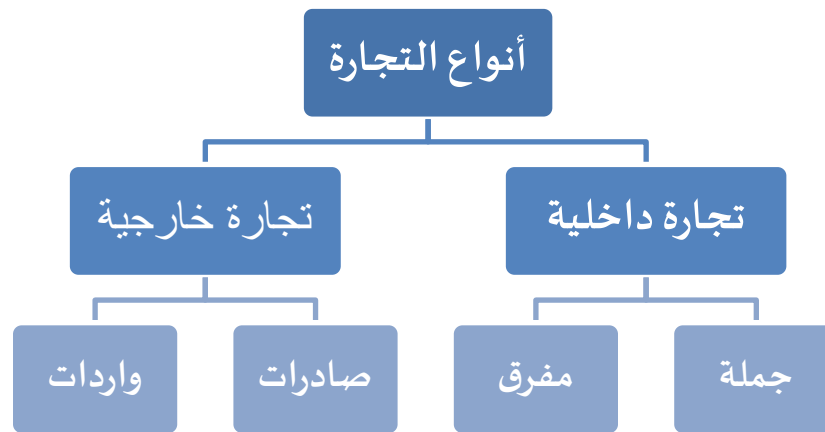 أنواع التجارة
تجارة داخلية
تجارة خارجية
جملة
مفرق
صادرات
واردات